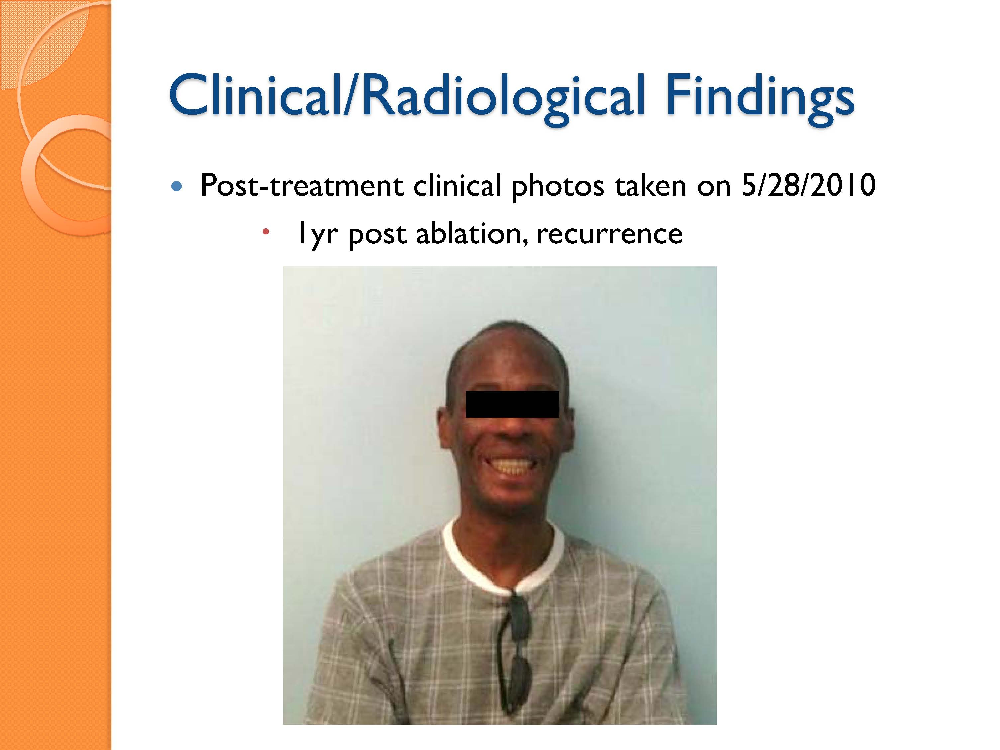 Clinical/Radiological Findings
Post-treatment clinical photos taken on 5/28/2010
1yr post ablation, recurrence